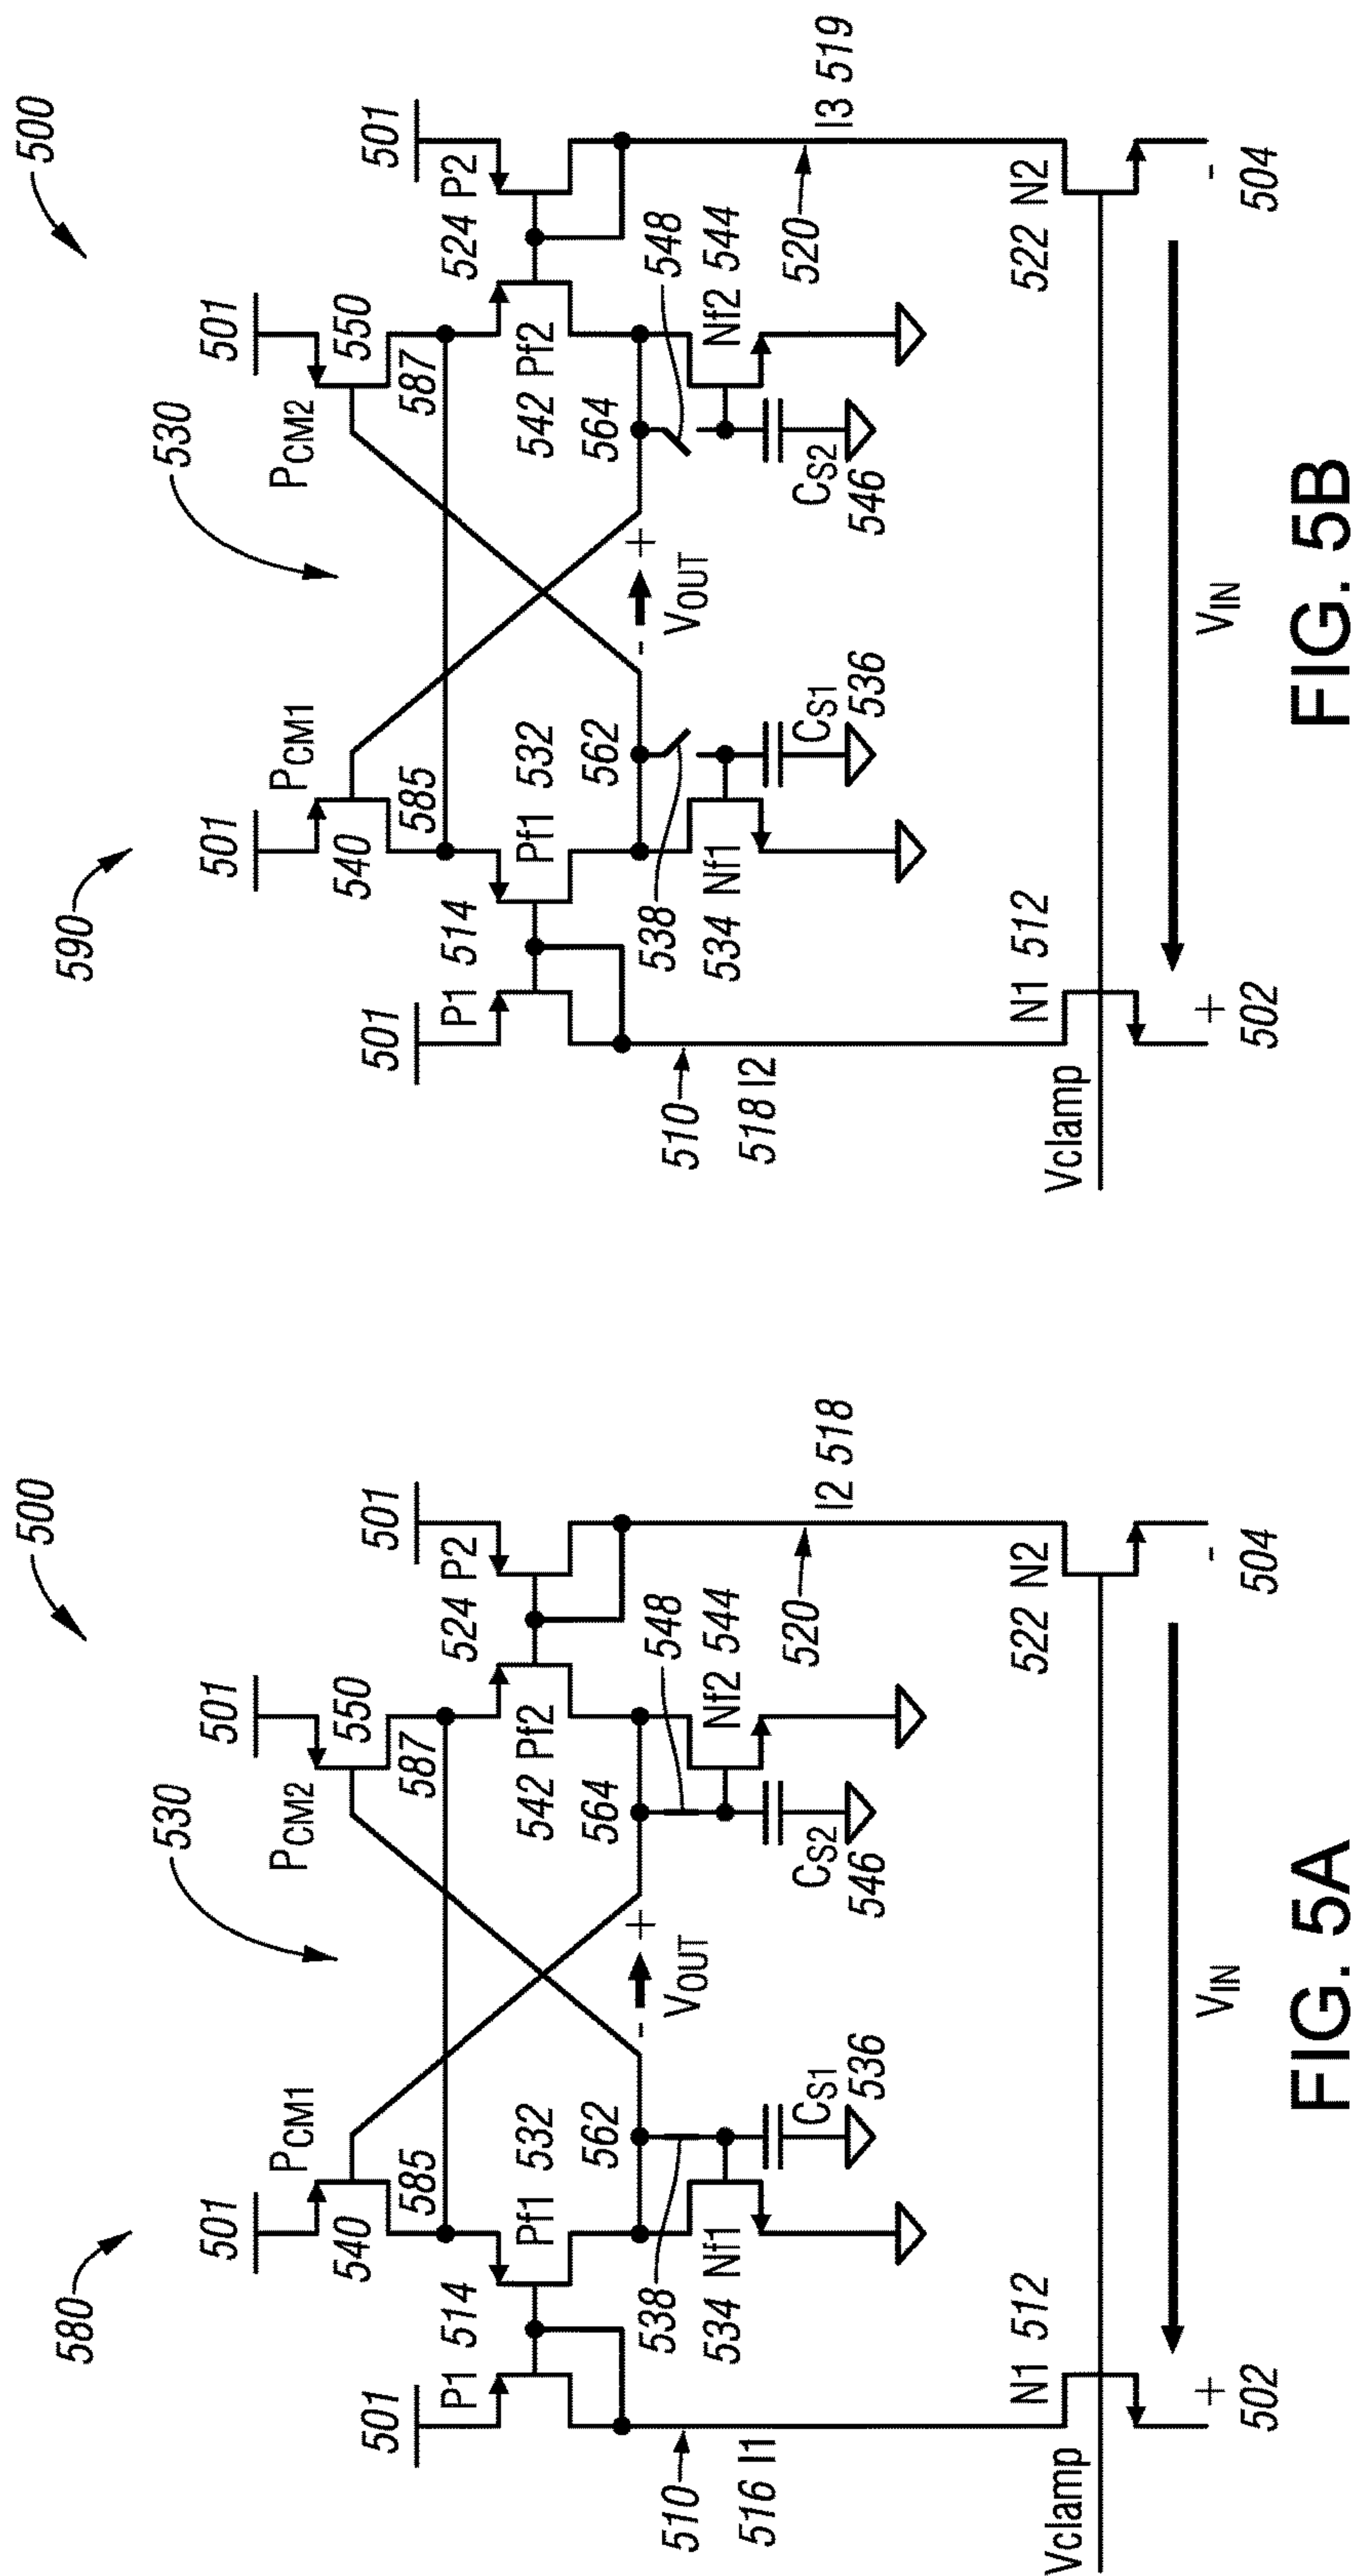 500
580
530
501
501
PCM1
PCM2
540
550
501
501
585
587
P1
514
524
P2
Pf1
532
542
Pf2
562
564
-
+
VOUT
510
538
548
534
Nf1
CS1
CS2
Nf2
544
536
546
516
I1
520
I2
518
N1
512
522
N2
Vclamp
+
-
502
VIN
504
FIG. 5A
500
590
530
501
501
PCM1
PCM2
540
550
501
501
585
587
P1
514
524
P2
Pf1
532
542
Pf2
562
564
-
+
VOUT
510
538
548
534
Nf1
CS1
CS2
Nf2
544
536
546
518
I2
520
I3
519
N1
512
522
N2
Vclamp
+
-
502
VIN
504
FIG. 5B